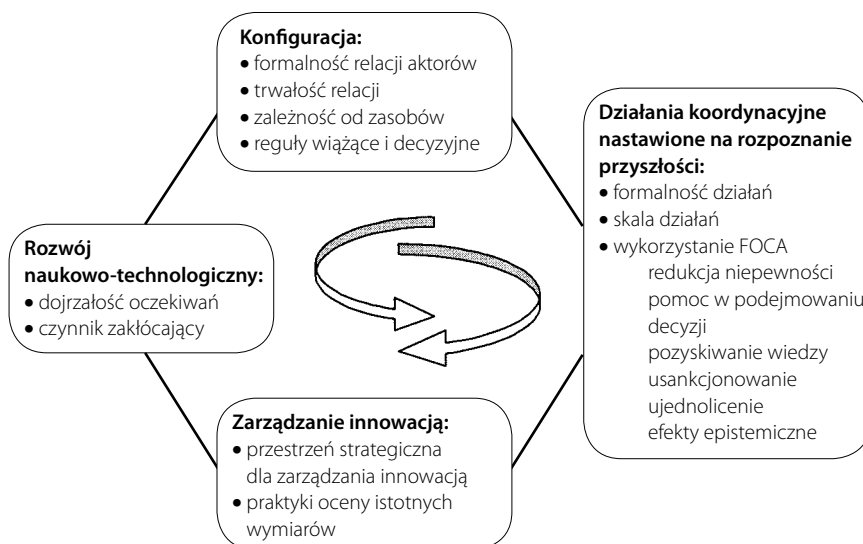 Konfiguracja:
• formalność relacji aktorów
• trwałość relacji
• zależność od zasobów
• reguły wiążące i decyzyjne
Działania koordynacyjne
nastawione na rozpoznanie
przyszłości:
• formalność działań
• skala działań
• wykorzystanie FOCA
redukcja niepewności
pomoc w podejmowaniu
decyzji
pozyskiwanie wiedzy
usankcjonowanie
ujednolicenie
efekty epistemiczne
Rozwój
naukowo-technologiczny:
• dojrzałość oczekiwań
• czynnik zakłócający
Zarządzanie innowacją:
• przestrzeń strategiczna
dla zarządzania innowacją
• praktyki oceny istotnych
wymiarów